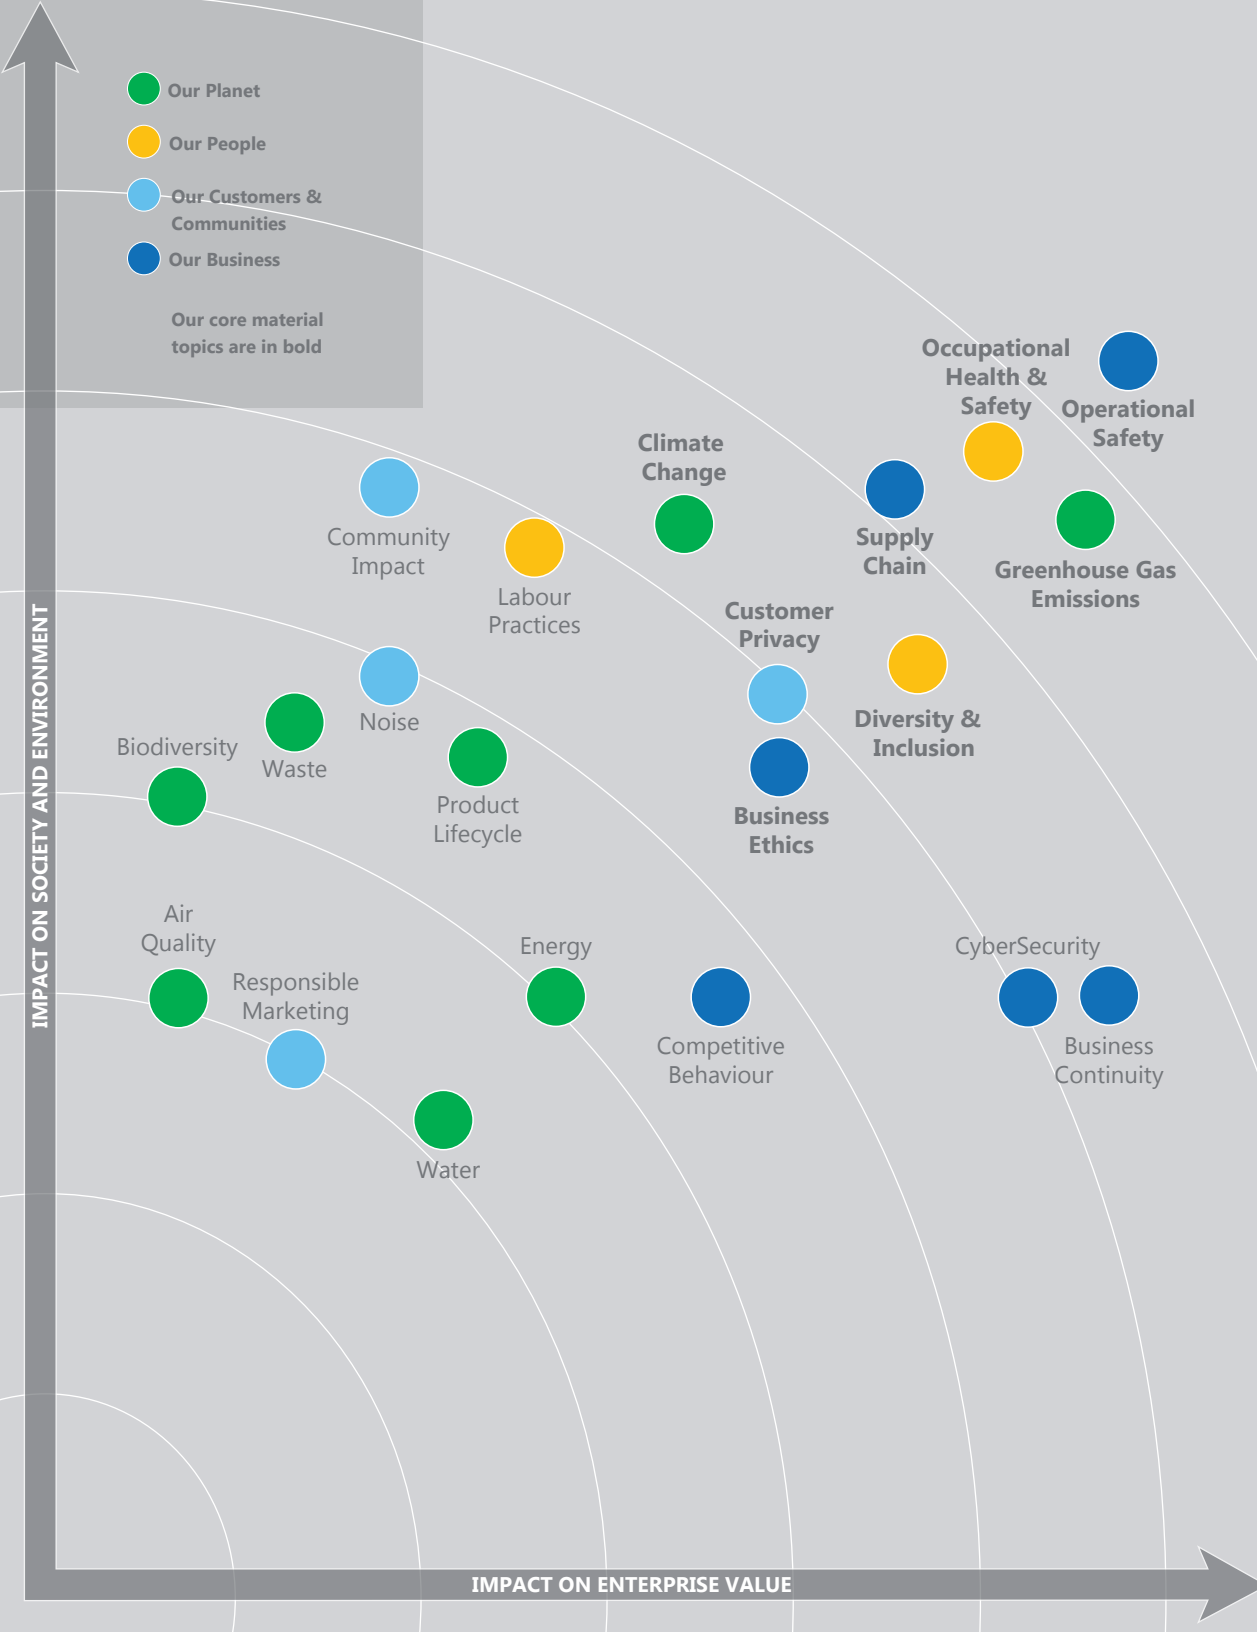 Our Planet
Our People
Our Customers &
Communities
Our Business
Our core material
topics are in bold
Occupational
Health &
Safety
Operational
Safety
Climate
Change
Supply
Chain
Greenhouse Gas
Emissions
Community
Impact
Labour
Practices
Customer
Privacy
Diversity &
Inclusion
Noise
Waste
Biodiversity
Product
Lifecycle
Business
Ethics
Air
Quality
Responsible
Marketing
Energy
Competitive
Behaviour
CyberSecurity
Business
Continuity
Water
IMPACT ON SOCIETY AND ENVIRONMENT
IMPACT ON ENTERPRISE VALUE